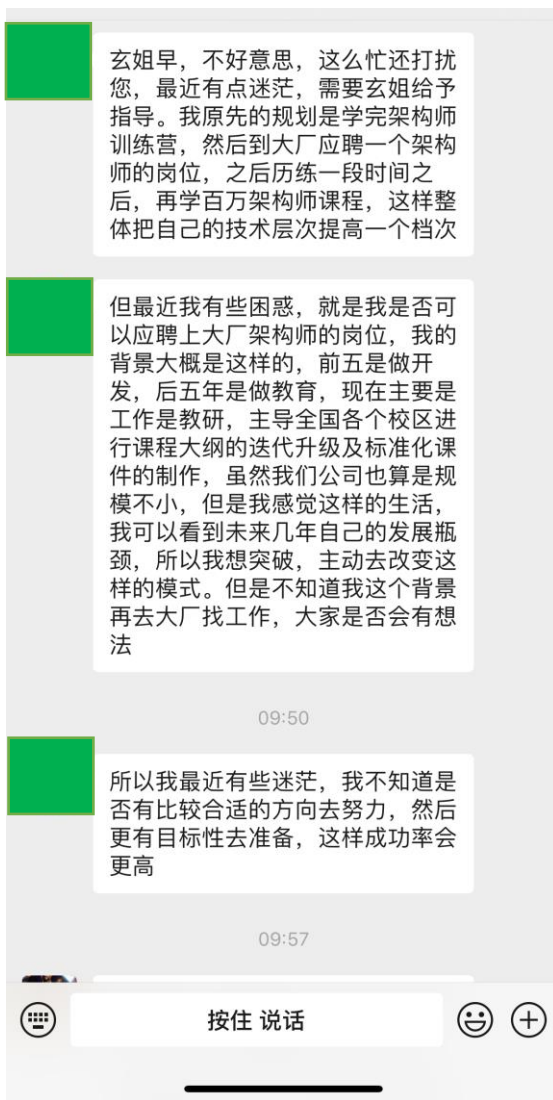 玄姐早，不好意思，这么忙还打扰
您，最近有点迷茫，需要玄姐给予
指导。我原先的规划是学完架构师
训练营，然后到大厂应聘一个架构
师的岗位，之后历练一段时间之
后，再学百万架构师课程，这样整
体把自己的技术层次提高一个档次
但最近我有些困惑，就是我是否可
以应聘上大厂架构师的岗位，我的
背景大概是这样的，前五是做开
发，后五年是做教育，现在主要是
工作是教研，主导全国各个校区进
行课程大纲的迭代升级及标准化课
件的制作，虽然我们公司也算是规
模不小，但是我感觉这样的生活，
我可以看到未来几年自己的发展瓶
颈，所以我想突破，主动去改变这
样的模式。但是不知道我这个背景
再去大厂找工作，大家是否会有想
法
09:50
所以我最近有些迷茫，我不知道是
否有比较合适的方向去努力，然后
更有目标性去准备，这样成功率会
更高
09:57
按住 说话